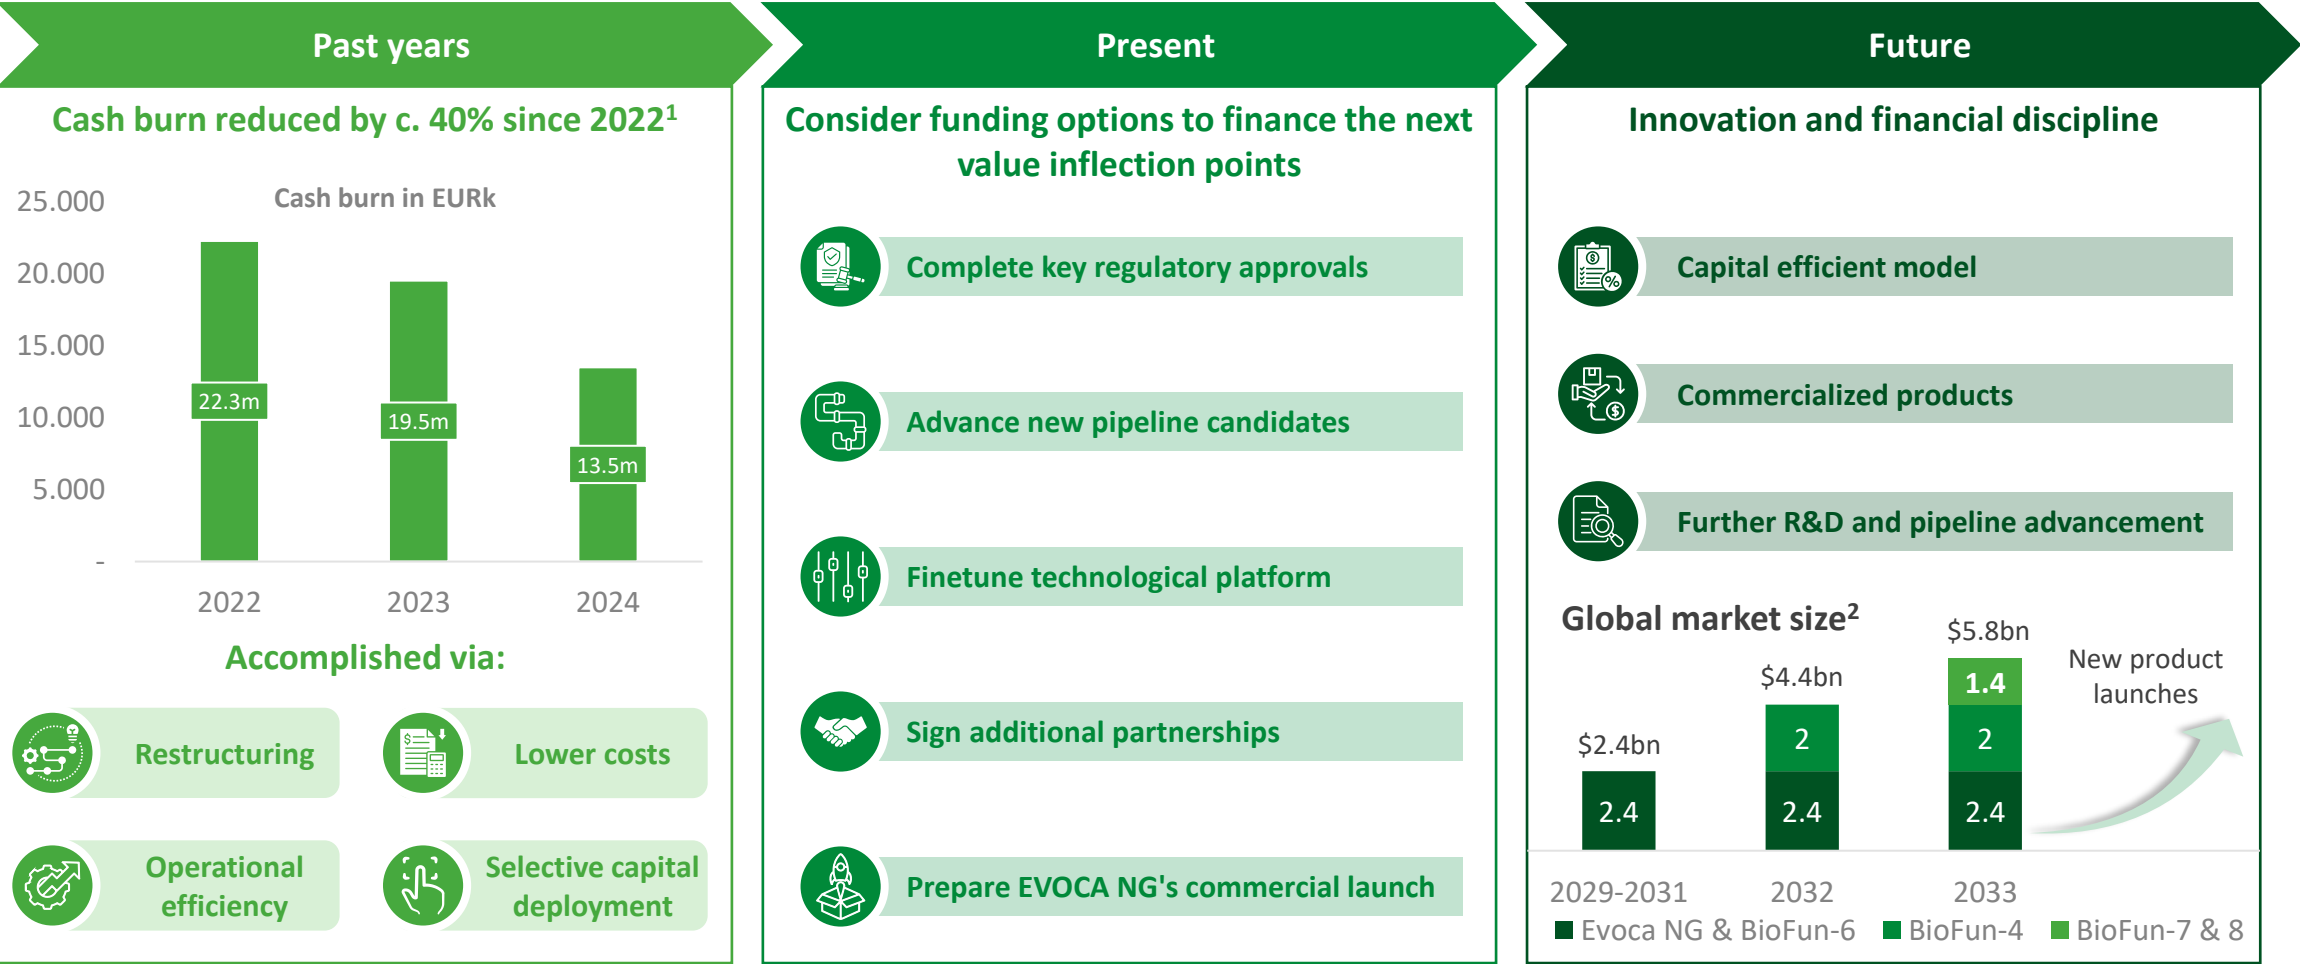 Past years
Cash burn reduced by c. 40% since 2022¹
Cash burn in EURk
25.000
20.000
15.000
10.000
5.000
-
22.3m
19.5m
13.5m
2022
2023
2024
Accomplished via:
Restructuring
Lower costs
Operational
efficiency
Selective capital
deployment
Present
Consider funding options to finance the next
value inflection points
Complete key regulatory approvals
Advance new pipeline candidates
Finetune technological platform
Sign additional partnerships
Prepare EVOCA NG's commercial launch
Future
Innovation and financial discipline
Capital efficient model
Commercialized products
Further R&D and pipeline advancement
Global market size²
$2.4bn
2.4
$4.4bn
2
2.4
$5.8bn
1.4
2
2.4
New product
launches
2029-2031
2032
2033
Evoca NG & BioFun-6
BioFun-4
BioFun-7 & 8